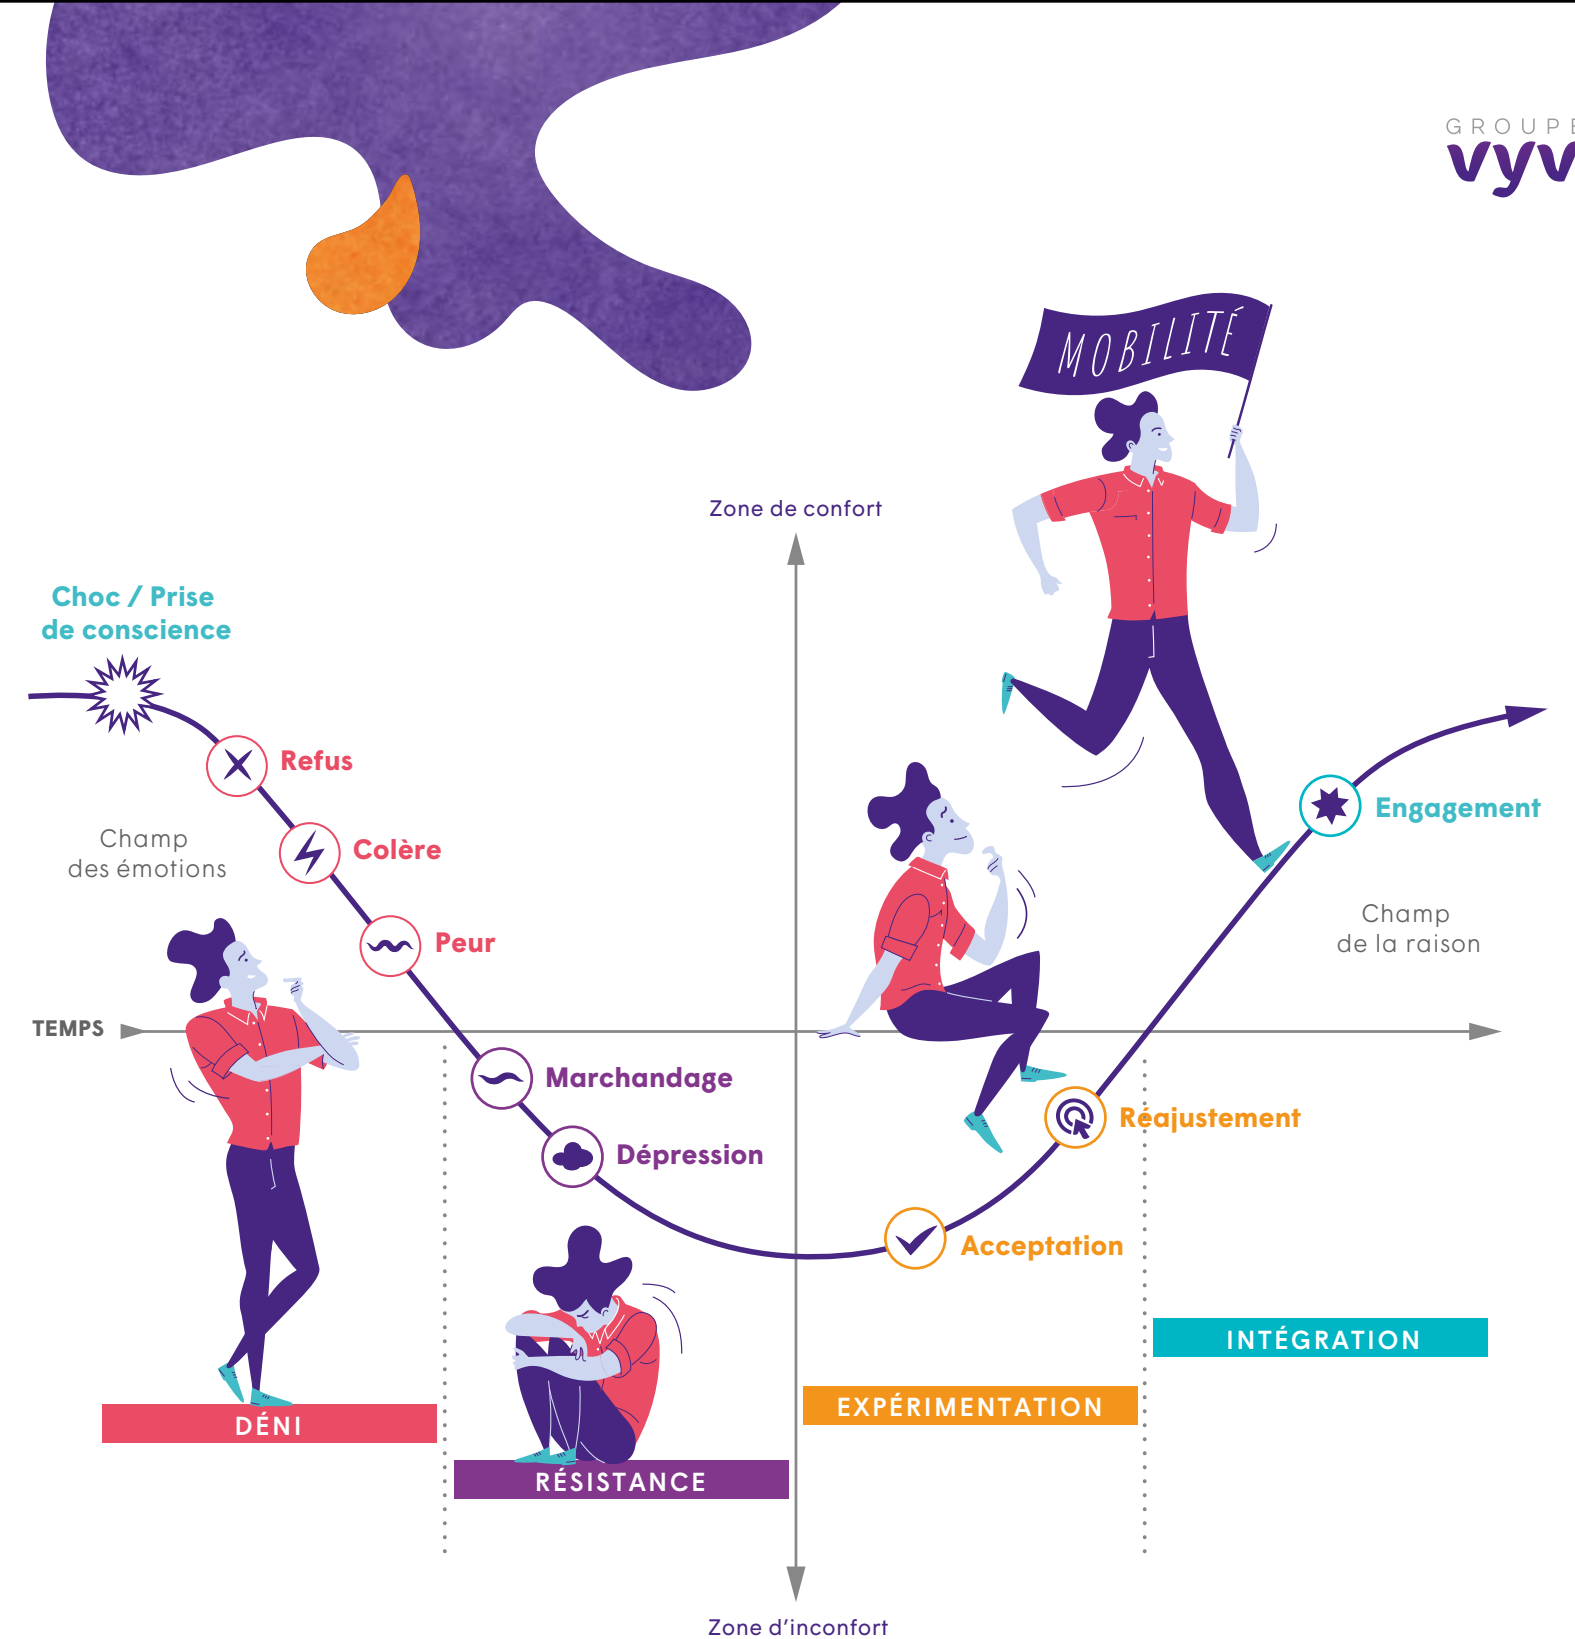 GROUPE
vyv
MOBILITÉ
Zone de confort
Choc / Prise
de conscience
Refus
Colère
Peur
Champ
des émotions
Engagement
Champ
de la raison
TEMPS
Marchandage
Dépression
Réajustement
Acceptation
INTÉGRATION
EXPÉRIMENTATION
DÉNI
RÉSISTANCE
Zone d'inconfort